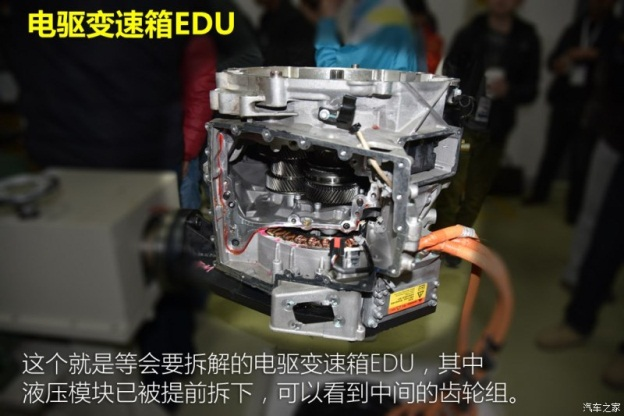 电驱变速箱EDU
这个就是等会要拆解的电驱变速箱EDU，其中
液压模块已被提前拆下，可以看到中间的齿轮组。
汽车之家